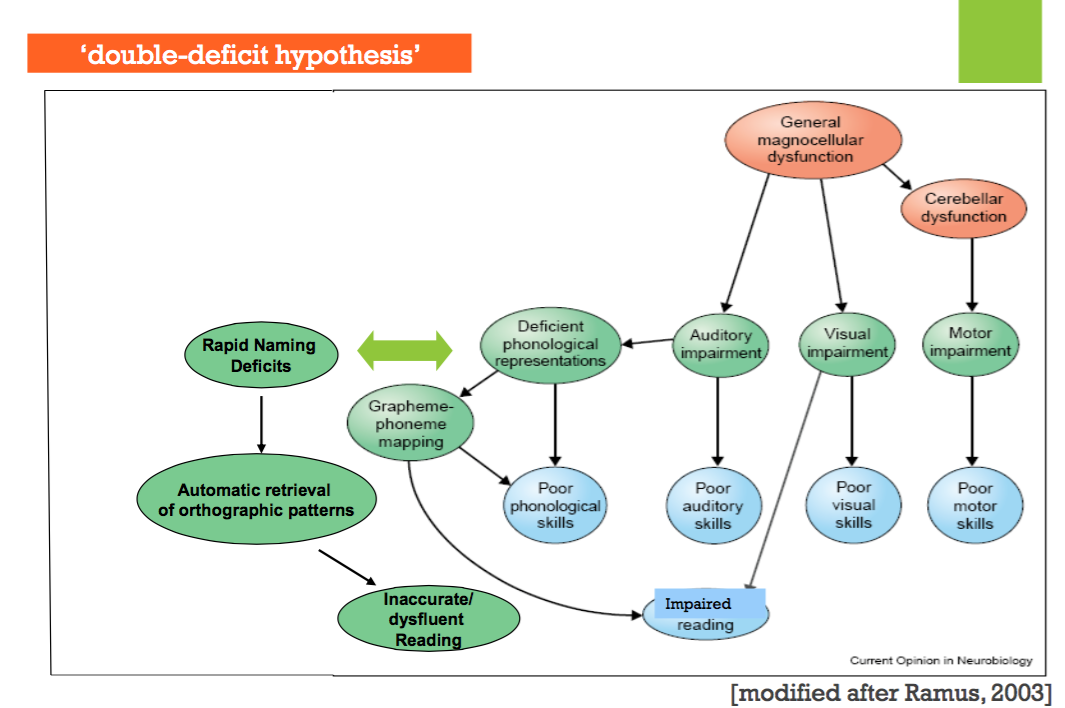 ‘double-deficit hypothesis’
General
magnocellular
dysfunction
Cerebellar
dysfunction
Rapid Naming
Deficits
Deficient
phonological
representations
Auditory
impairment
Visual
impairment
Motor
impairment
Grapheme-
phoneme
mapping
Automatic retrieval
of orthographic patterns
Poor
phonological
skills
Poor
auditory
skills
Poor
visual
skills
Poor
motor
skills
Inaccurate/
dysfluent
Reading
Impaired
reading
Current Opinion in Neurobiology
[modified after Ramus, 2003]